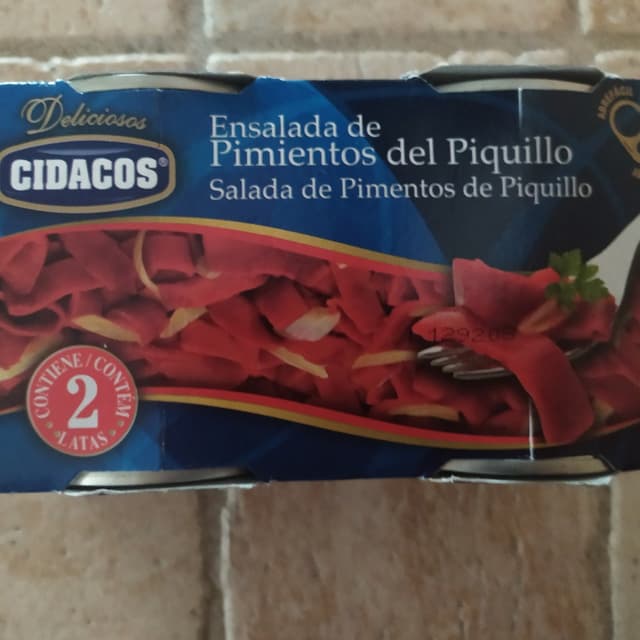 Deliciosos
CIDACOS®
Ensalada de
Pimientos del Piquillo
Salada de Pimentos de Piquillo
CONTIENE/CONTÉM
2
LATAS